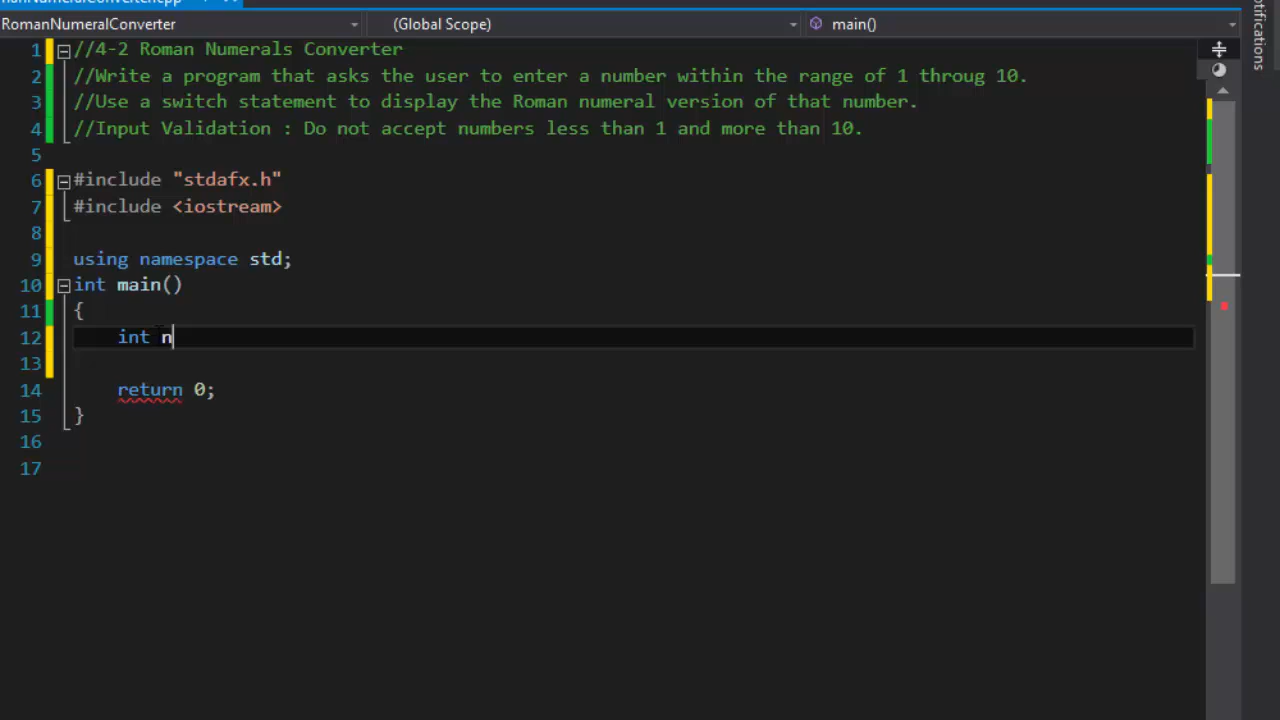 RomanNumeralConverter (Global Scope) main()
1 //4-2 Roman Numerals Converter
2 //Write a program that asks the user to enter a number within the range of 1 throug 10.
3 //Use a switch statement to display the Roman numeral version of that number.
4 //Input Validation : Do not accept numbers less than 1 and more than 10.
5
6 #include "stdafx.h"
7 #include <iostream>
8
9 using namespace std;
10 int main()
11 {
12 int n
13
14 return 0;
15 }
16
17
otifications